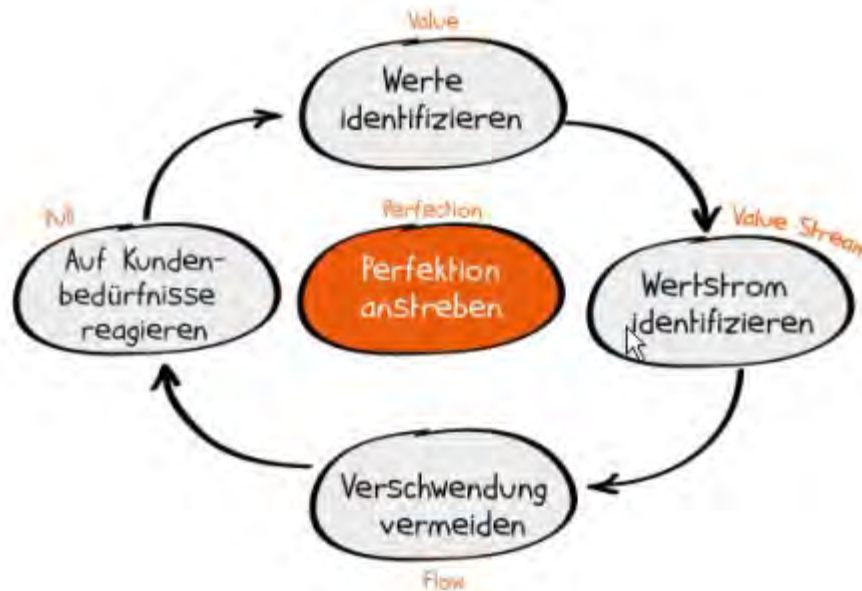 Value
Werte
identifizieren
Pull
Auf Kunden-
bedürfnisse
reagieren
Perfection
Perfektion
anstreben
Value Stream
Wertstrom
identifizieren
Verschwendung
vermeiden
Flow